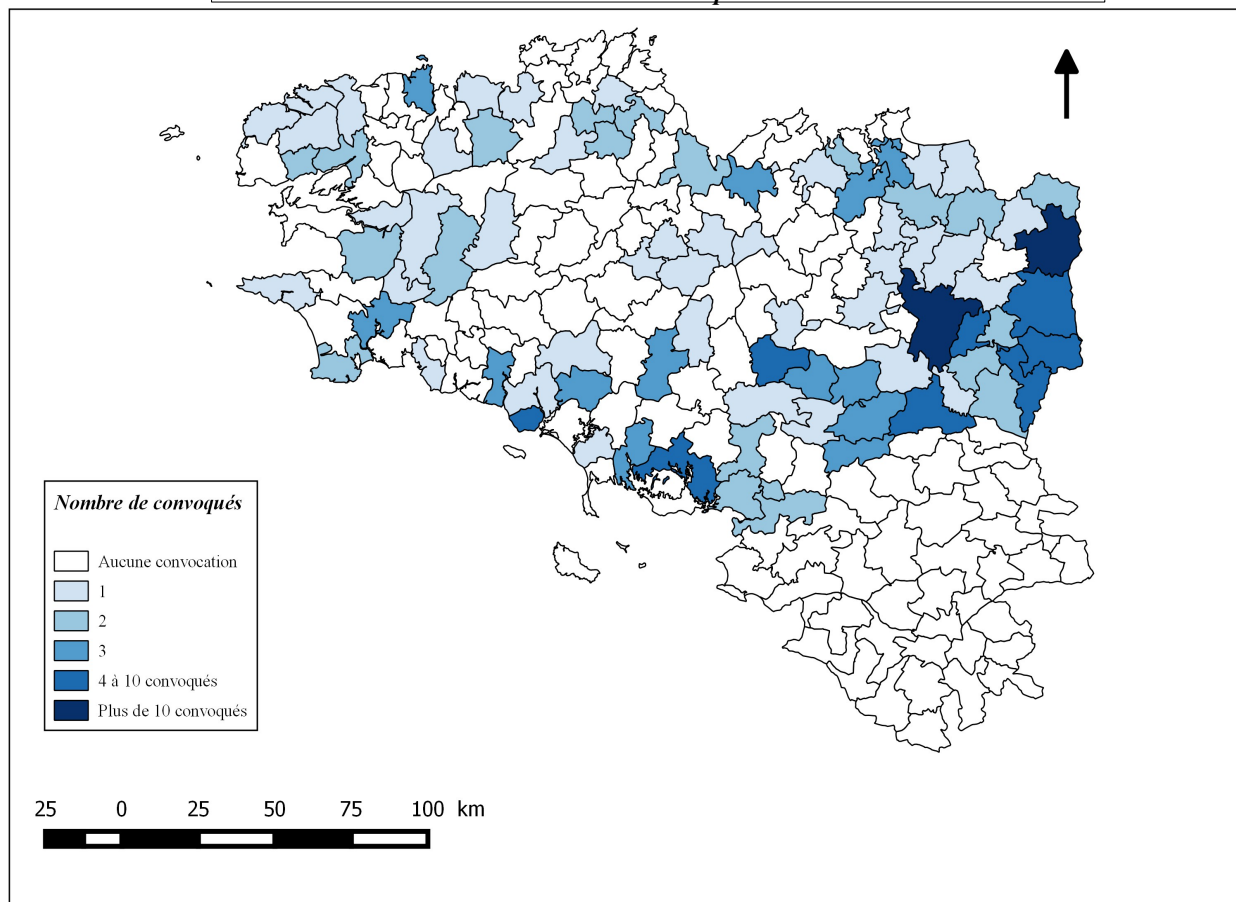 Nombre de convoqués
Aucune convocation
1
2
3
4 à 10 convoqués
Plus de 10 convoqués
25 0 25 50 75 100 km